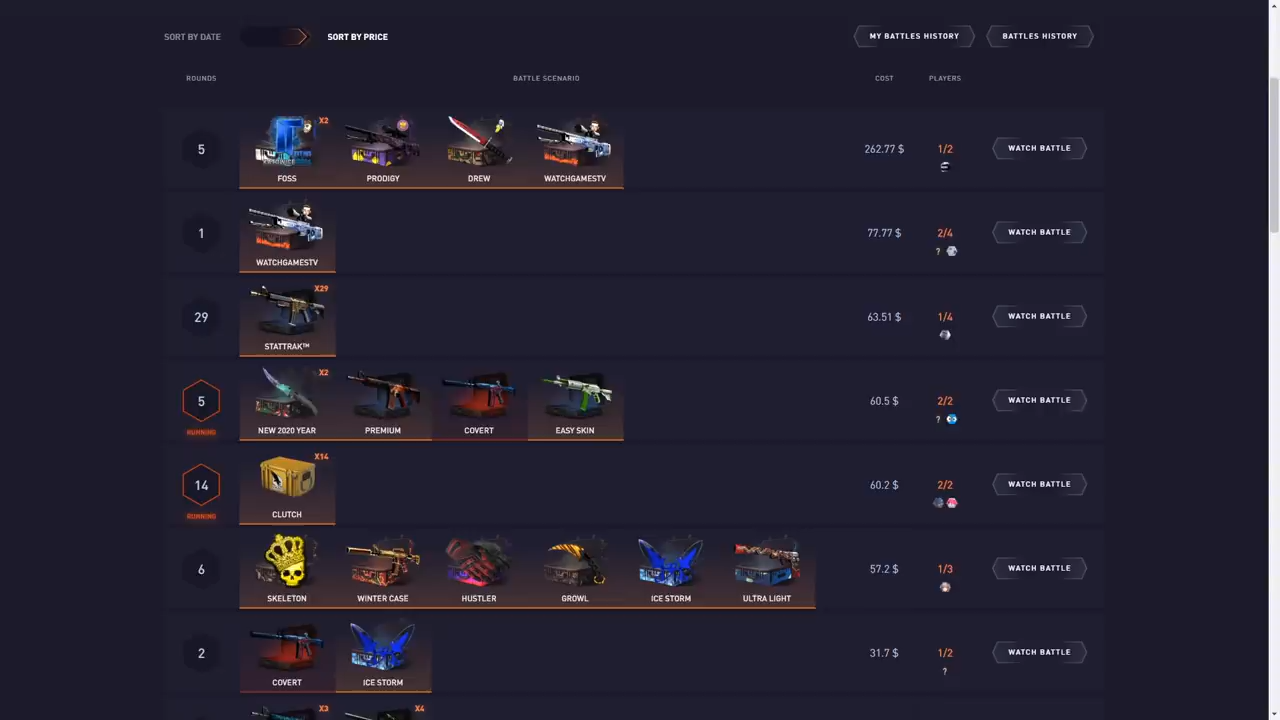 SORT BY DATE
SORT BY PRICE
MY BATTLES HISTORY
BATTLES HISTORY
ROUNDS
BATTLE SCENARIO
COST
PLAYERS
5
X2
FOSS
PRODIGY
DREW
WATCHGAMESTV
262.77 $
1/2
WATCH BATTLE
1
WATCHGAMESTV
77.77 $
2/4
?
WATCH BATTLE
29
X29
STATTRAK™
63.51 $
1/4
WATCH BATTLE
5
RUNNING
X2
NEW 2020 YEAR
PREMIUM
COVERT
EASY SKIN
60.5 $
2/2
?
WATCH BATTLE
14
RUNNING
X14
CLUTCH
60.2 $
2/2
WATCH BATTLE
6
SKELETON
WINTER CASE
HUSTLER
GROWL
ICE STORM
ULTRA LIGHT
57.2 $
1/3
WATCH BATTLE
2
COVERT
ICE STORM
31.7 $
1/2
?
WATCH BATTLE
X3
X4